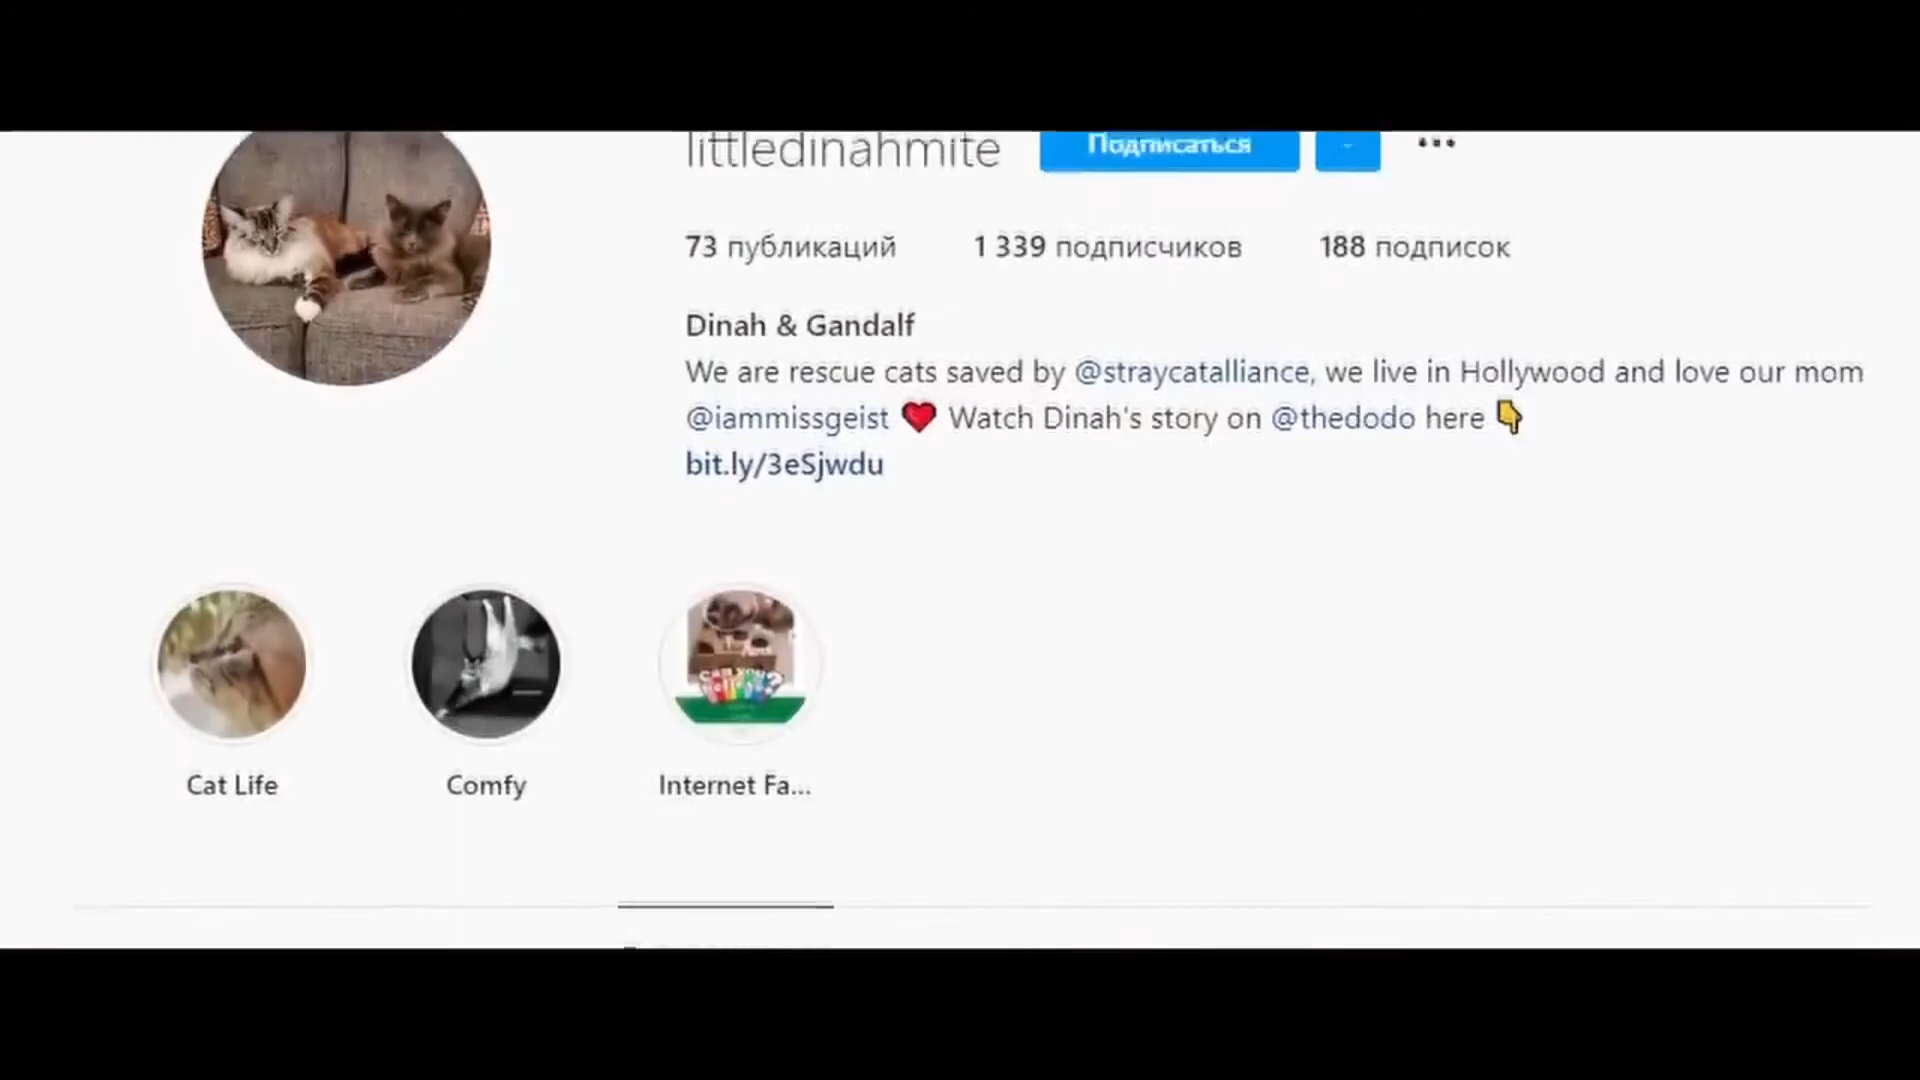 littledinahmite Подписаться
73 публикаций 1 339 подписчиков 188 подписок
Dinah & Gandalf
We are rescue cats saved by @straycatalliance, we live in Hollywood and love our mom
@iammissgeist ❤️ Watch Dinah's story on @thedodo here 👇
bit.ly/3eSjwdu
can you
Cat Life Comfy Internet Fa...